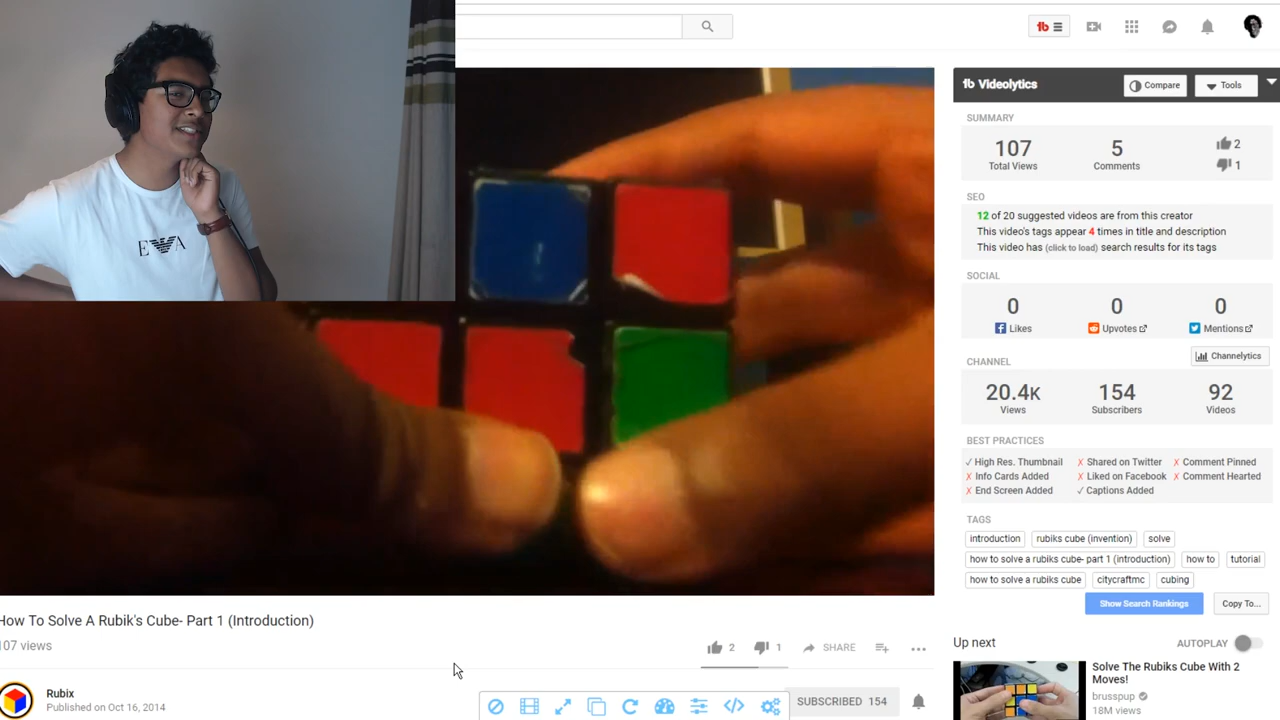 E VA
tb
Videolytics
Compare
Tools
SUMMARY
107
Total Views
5
Comments
2
1
SEO
12 of 20 suggested videos are from this creator
This video's tags appear 4 times in title and description
This video has (click to load) search results for its tags
SOCIAL
0
Likes
0
Upvotes
0
Mentions
CHANNEL
Channelytics
20.4K
Views
154
Subscribers
92
Videos
BEST PRACTICES
✓ High Res. Thumbnail
✗ Shared on Twitter
✗ Comment Pinned
✗ Info Cards Added
✗ Liked on Facebook
✗ Comment Hearted
✗ End Screen Added
✓ Captions Added
TAGS
introduction
rubiks cube (invention)
solve
how to solve a rubiks cube- part 1 (introduction)
how to
tutorial
how to solve a rubiks cube
citycraftmc
cubing
Show Search Rankings
Copy To...
How To Solve A Rubik's Cube- Part 1 (Introduction)
107 views
2
1
SHARE
Rubix
Published on Oct 16, 2014
SUBSCRIBED 154
Up next
AUTOPLAY
Solve The Rubiks Cube With 2
Moves!
brusspup
18M views